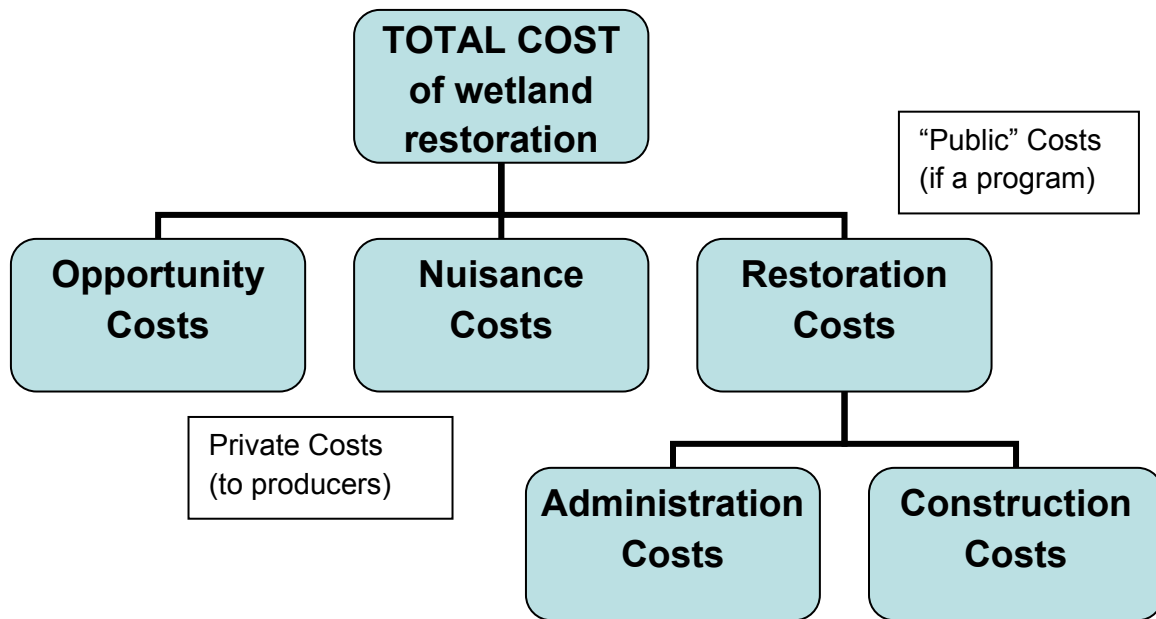 TOTAL COST
of wetland
restoration
“Public” Costs
(if a program)
Opportunity
Costs
Nuisance
Costs
Restoration
Costs
Private Costs
(to producers)
Administration
Costs
Construction
Costs